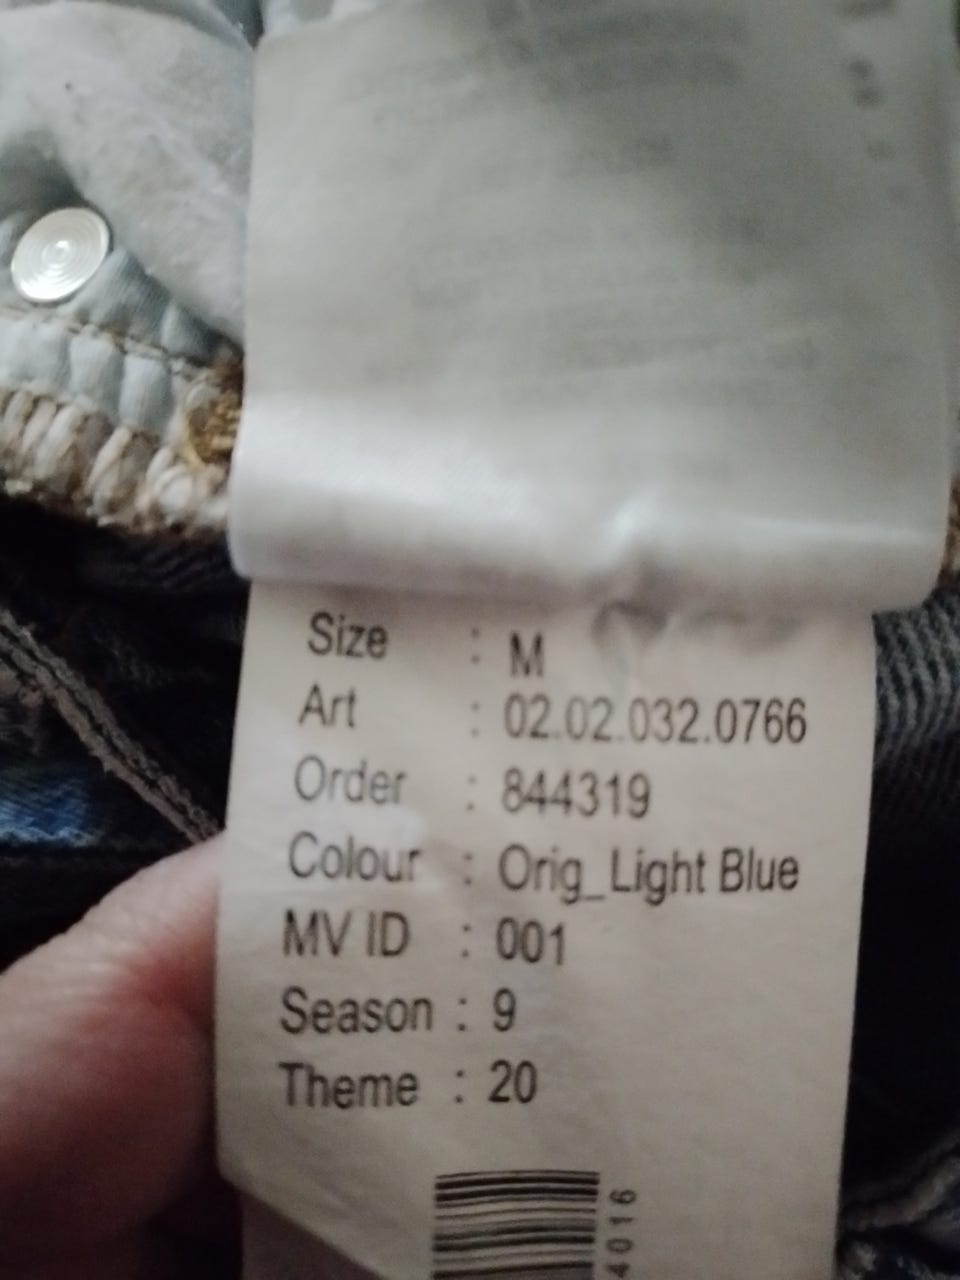 Size : M
Art : 02.02.032.0766
Order : 844319
Colour : Orig_Light Blue
MV ID : 001
Season : 9
Theme : 20
4016